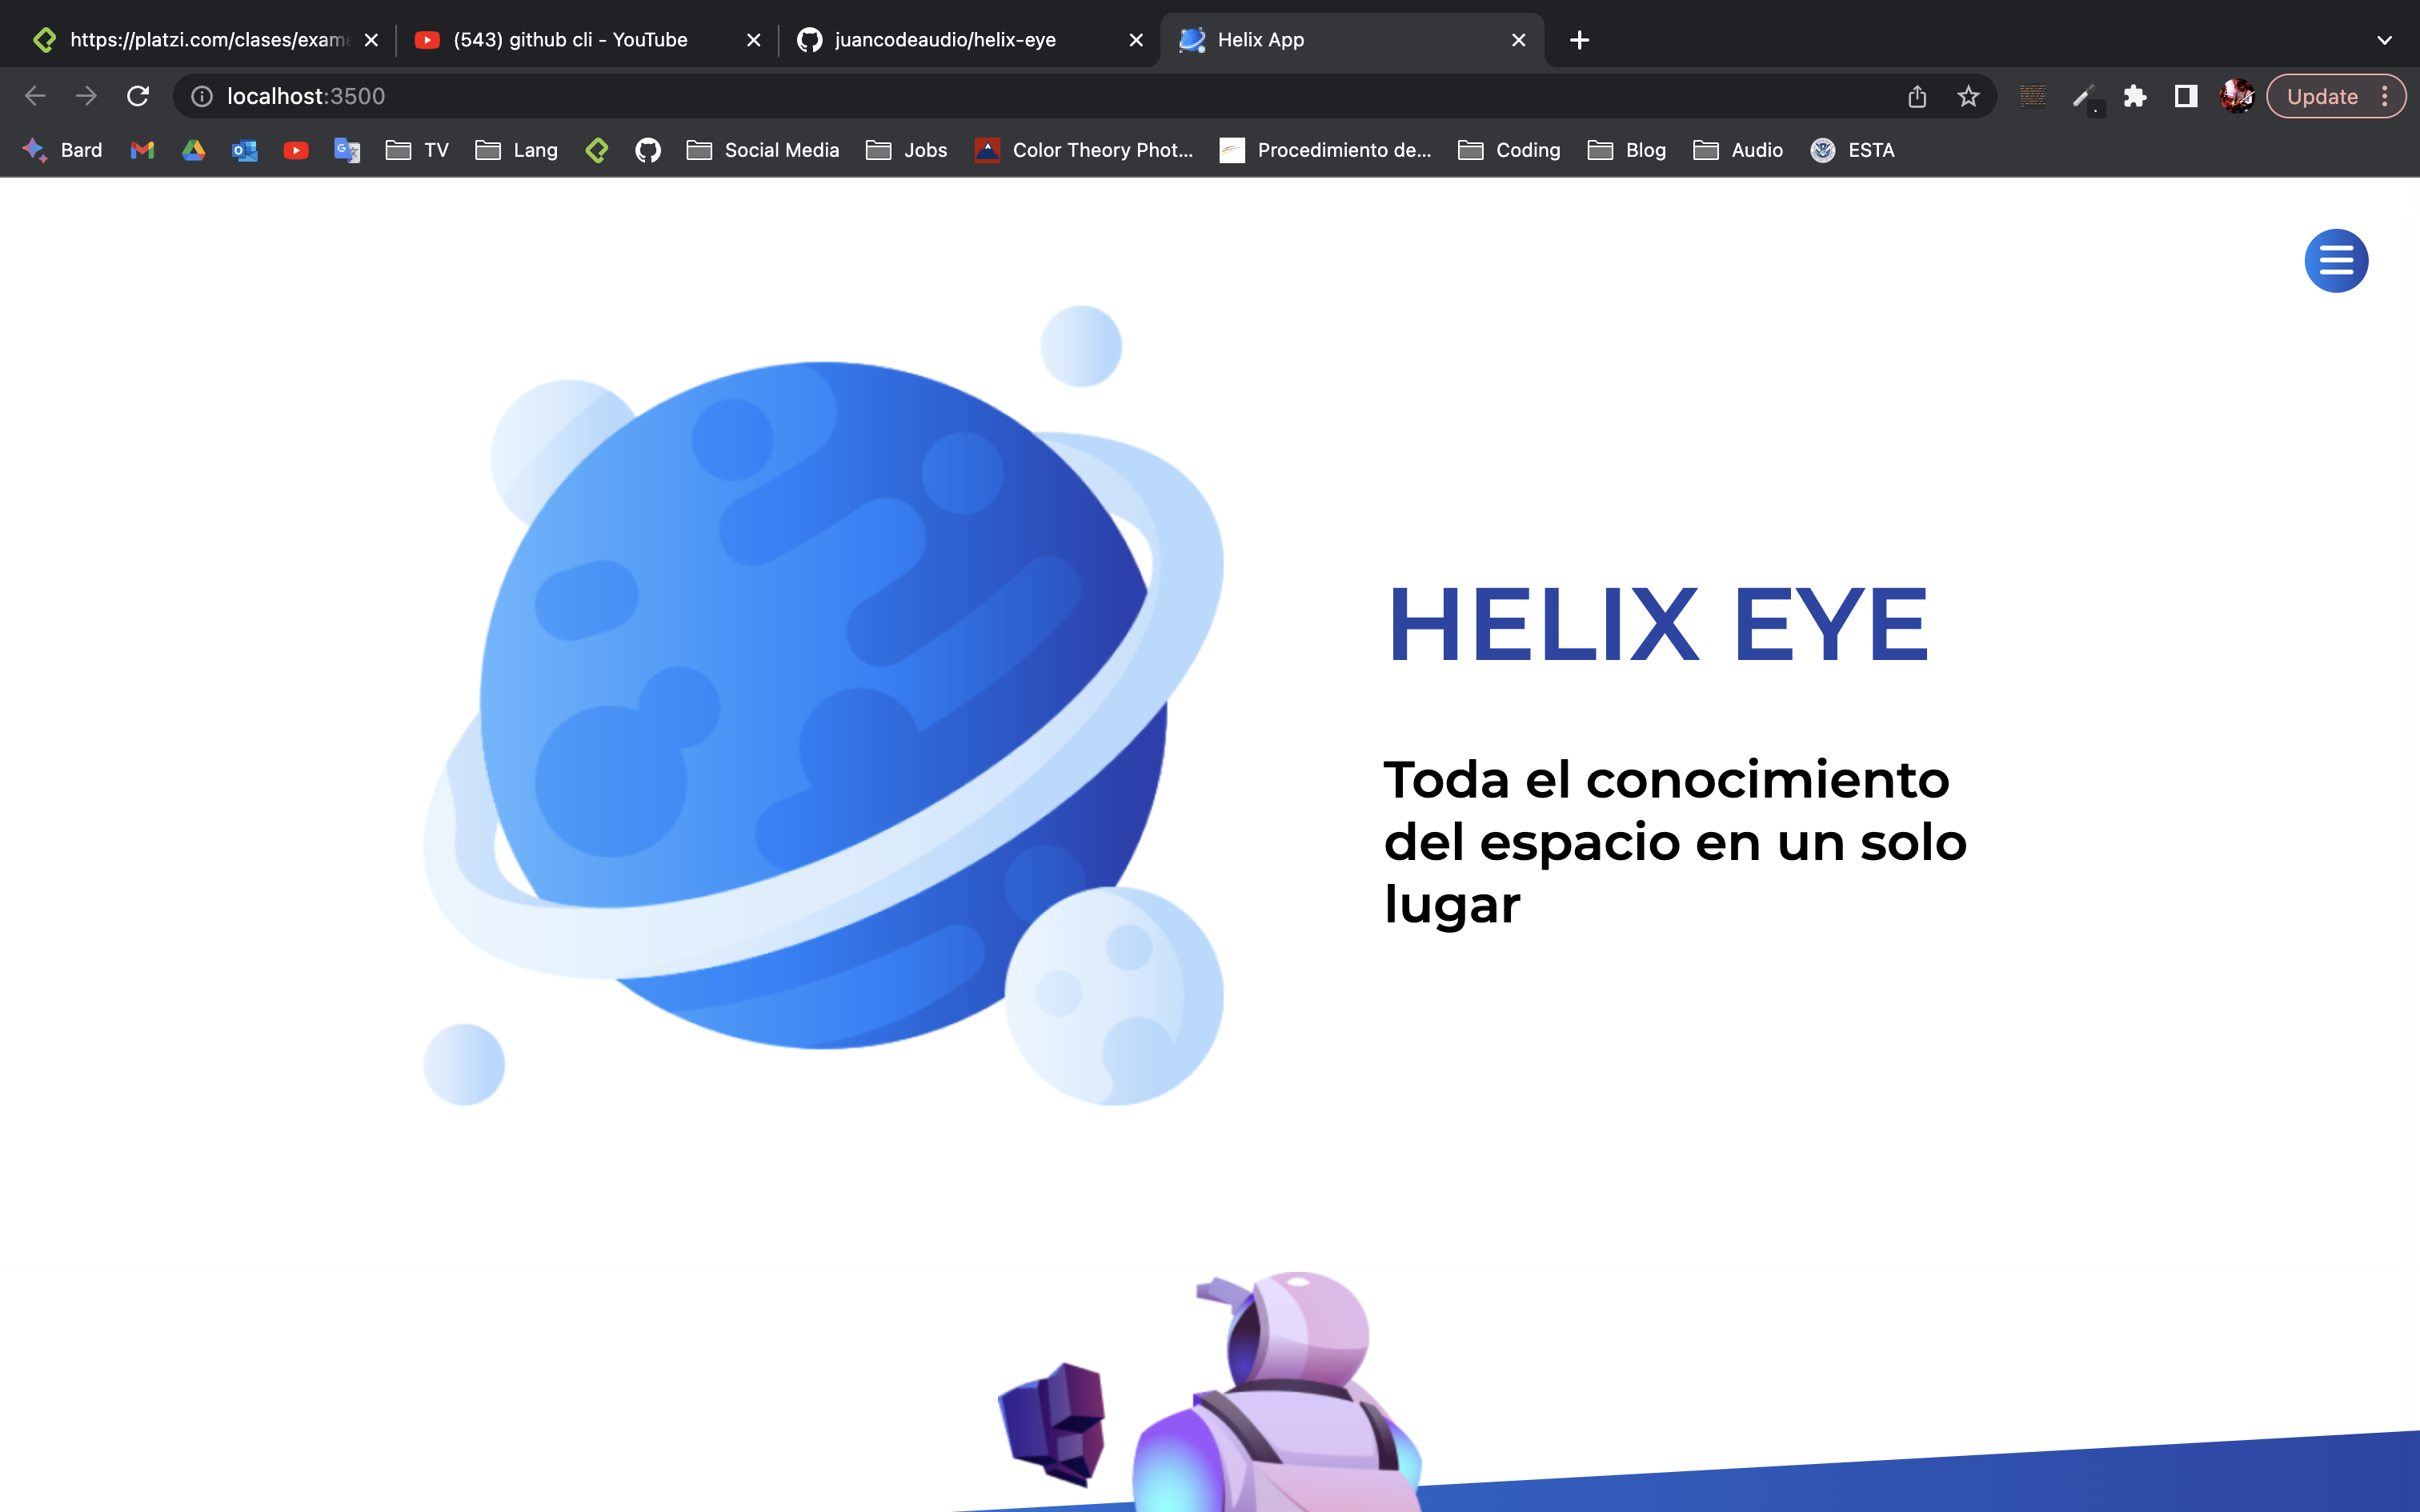 https://platzi.com/clases/exame
(543) github cli - YouTube
juancodeaudio/helix-eye
Helix App
localhost:3500
Update
Bard
TV
Lang
Social Media
Jobs
Color Theory Phot...
Procedimiento de...
Coding
Blog
Audio
ESTA
HELIX EYE
Toda el conocimiento
del espacio en un solo
lugar